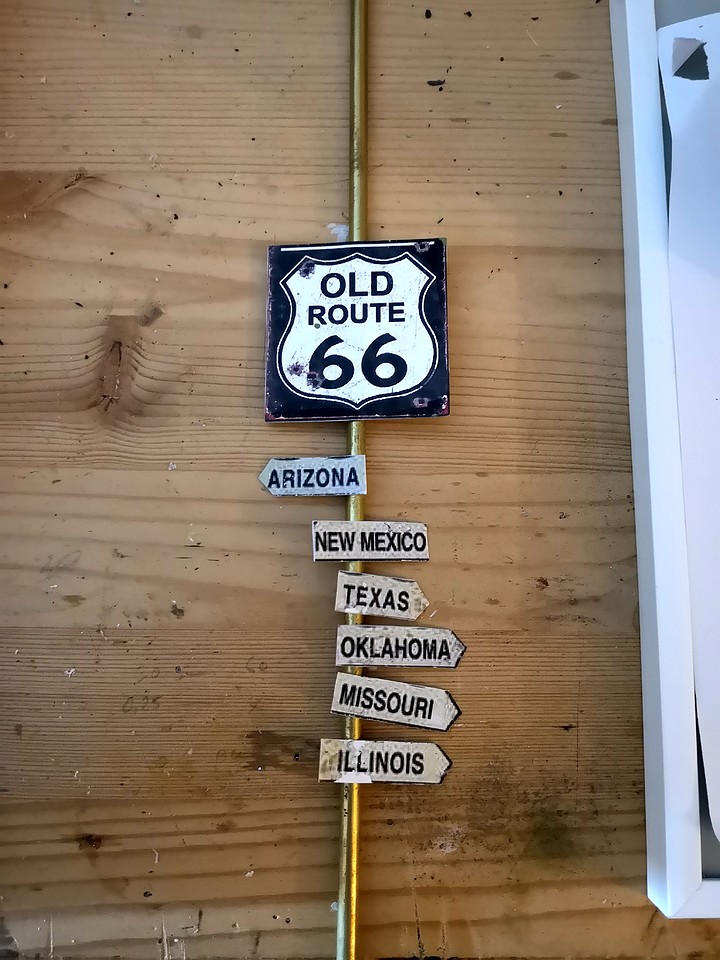 OLD
ROUTE
66
ARIZONA
NEW MEXICO
TEXAS
OKLAHOMA
MISSOURI
ILLINOIS